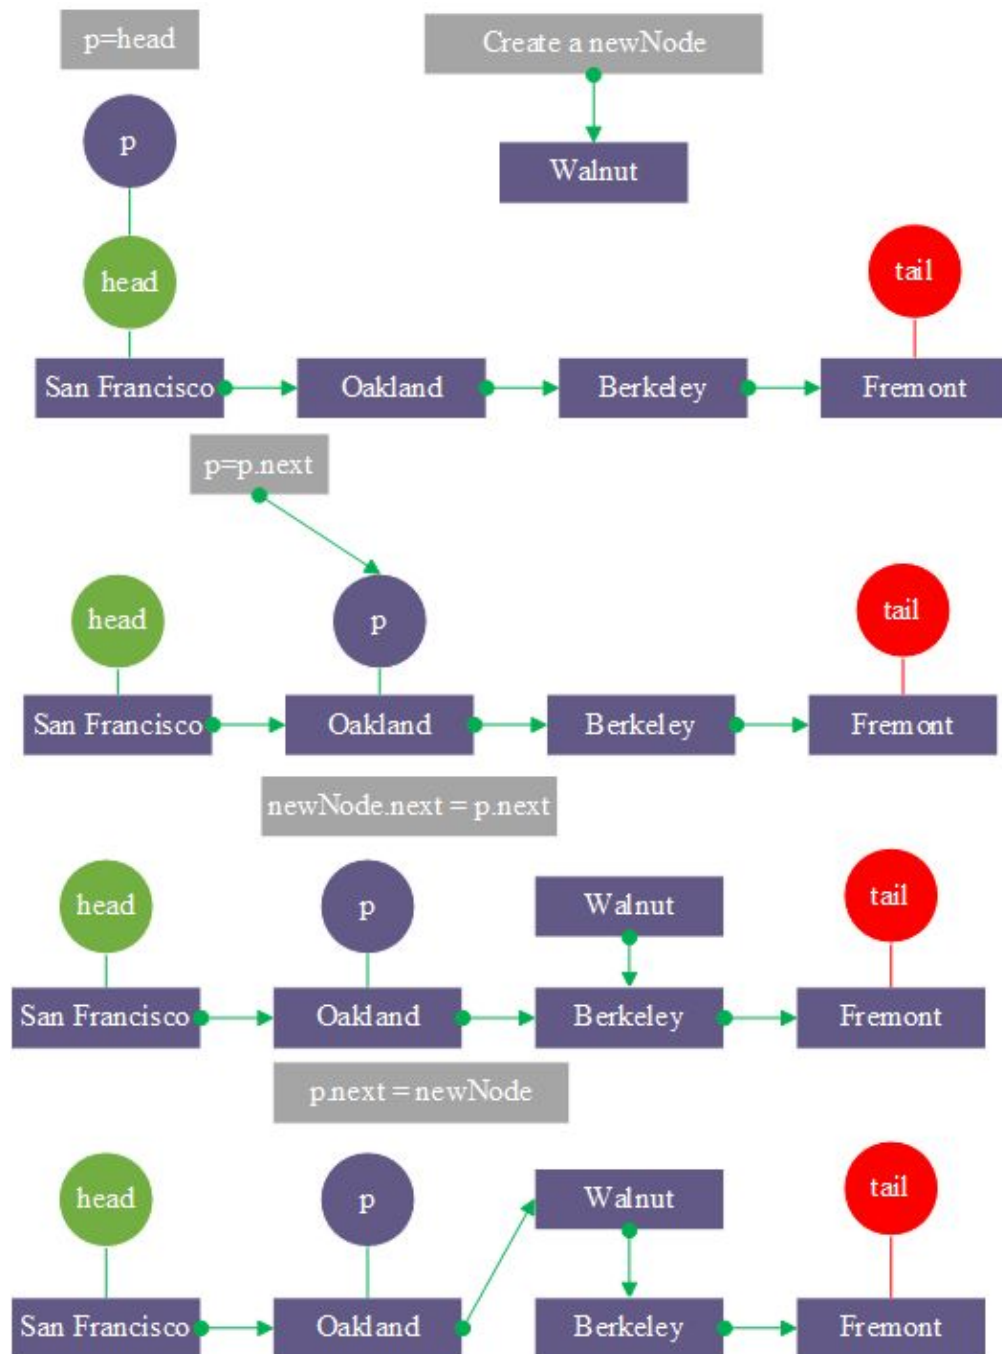 p=head
Create a newNode
p
Walnut
head
tail
San Francisco
Oakland
Berkeley
Fremont
p=p.next
head
p
tail
San Francisco
Oakland
Berkeley
Fremont
newNode.next = p.next
head
p
Walnut
tail
San Francisco
Oakland
Berkeley
Fremont
p.next = newNode
head
p
Walnut
tail
San Francisco
Oakland
Berkeley
Fremont